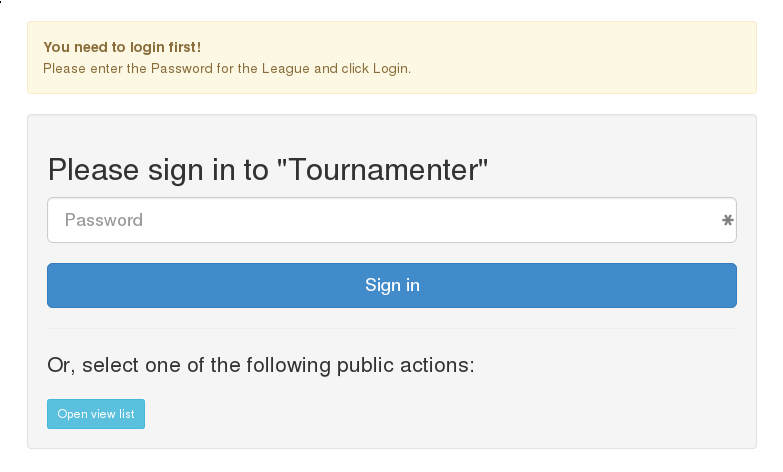 You need to login first!
Please enter the Password for the League and click Login.
Please sign in to "Tournamenter"
Password
Sign in
Or, select one of the following public actions:
Open view list